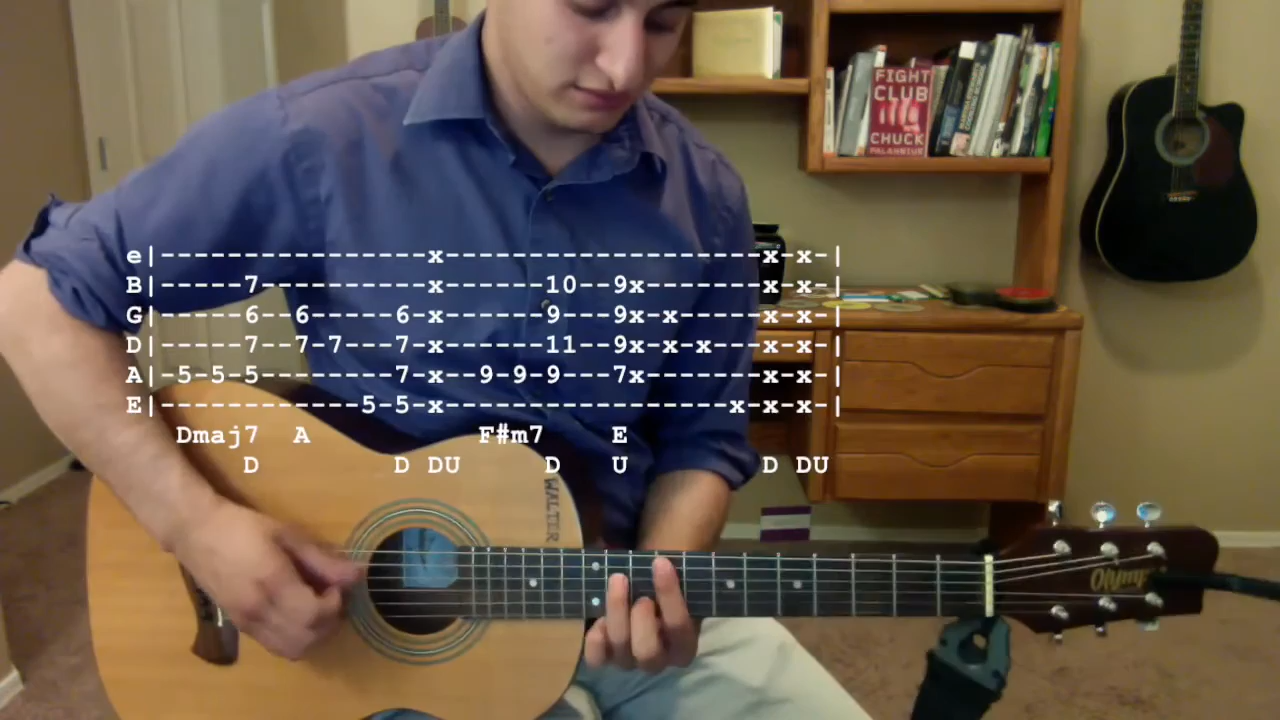 FIGHT
CLUB
CHUCK
PALAHNIUK
e|----------------x-------------------x-x-|
B|-----7----------x------10--9x-------x-x-|
G|-----6--6-----6-x------9---9x-x-----x-x-|
D|-----7--7-7---7-x------11--9x-x-x---x-x-|
A|-5-5-5--------7-x--9-9-9---7x-------x-x-|
E|------------5-5-x-----------------x-x-x-|
Dmaj7 A F#m7 E
D D DU D U D DU
WALTER